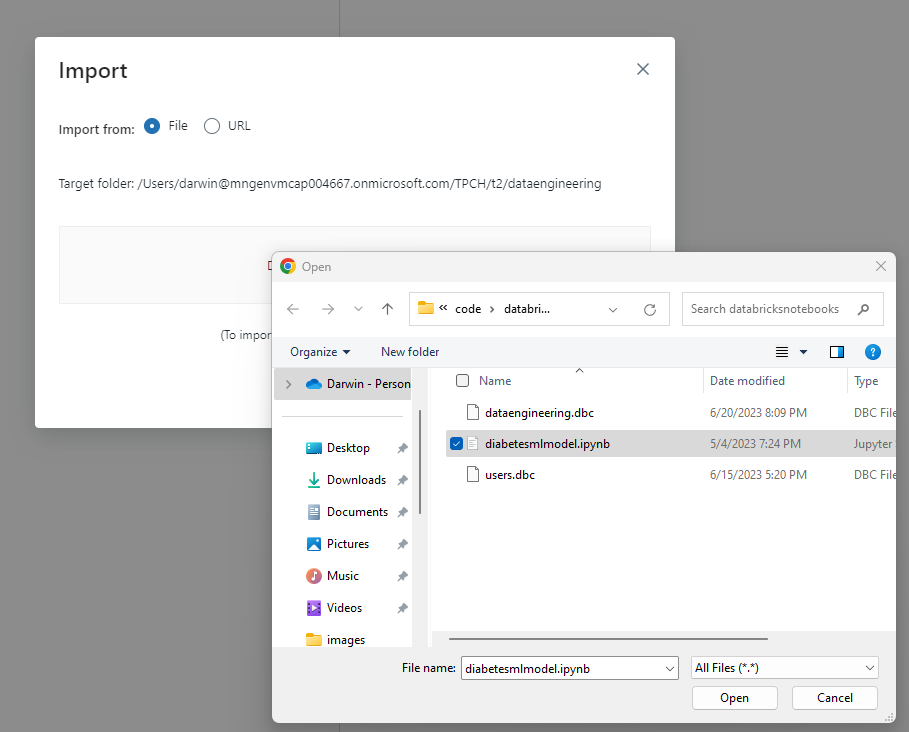 Import
Import from: File URL
Target folder: /Users/darwin@mngenvmcap004667.onmicrosoft.com/TPCH/t2/dataengineering
(To impor
Open
« code › databri...
Search databricksnotebooks
Organize
New folder
?
Darwin - Person
Desktop
Downloads
Documents
Pictures
Music
Videos
images
Name Date modified Type
dataengineering.dbc 6/20/2023 8:09 PM DBC File
diabetesmlmodel.ipynb 5/4/2023 7:24 PM Jupyter
users.dbc 6/15/2023 5:20 PM DBC File
File name: diabetesmlmodel.ipynb All Files (*.*)
Open Cancel